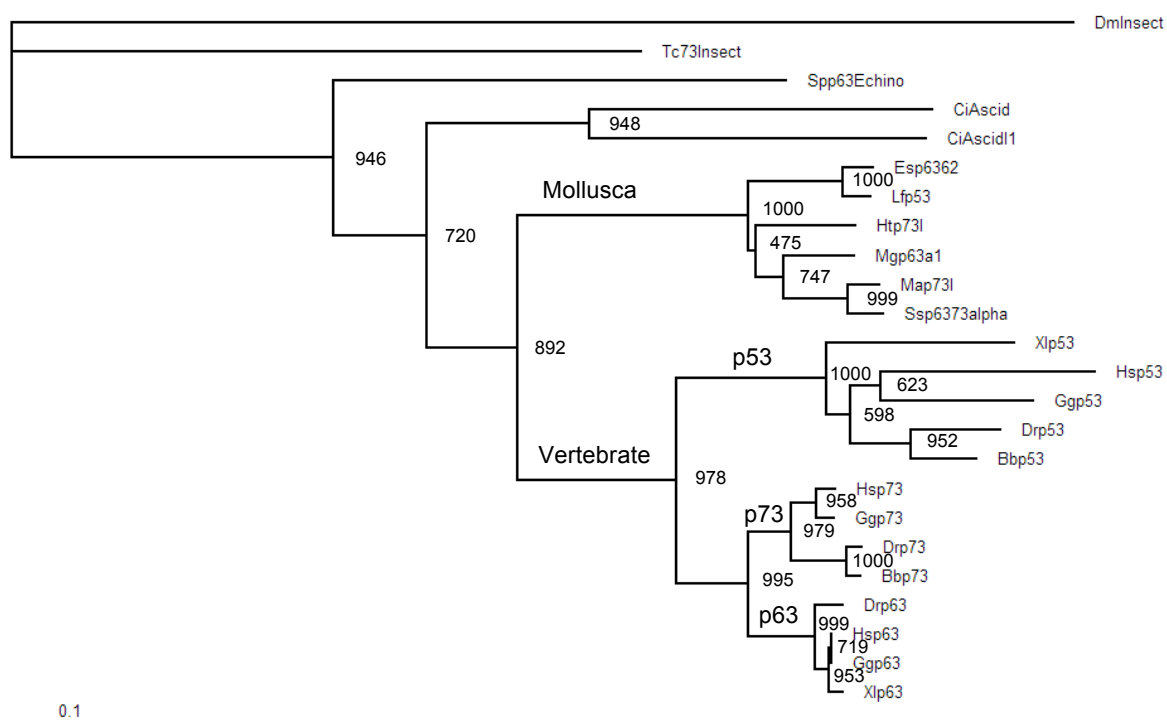 DmInsect
Tc73Insect
Spp63Echino
CiAscid
948
CiAscidl1
946
Esp6362
1000
Mollusca
Lfp53
1000
Htp73l
720
475
Mgp63a1
747
Map73l
999
Ssp6373alpha
Xlp53
892
p53
1000
Hsp53
623
Ggp53
598
Drp53
952
Vertebrate
Bbp53
978
Hsp73
958
p73
Ggp73
979
Drp73
1000
995
Bbp73
Drp63
p63
999
Hsp63
719
Ggp63
953
Xlp63
0.1